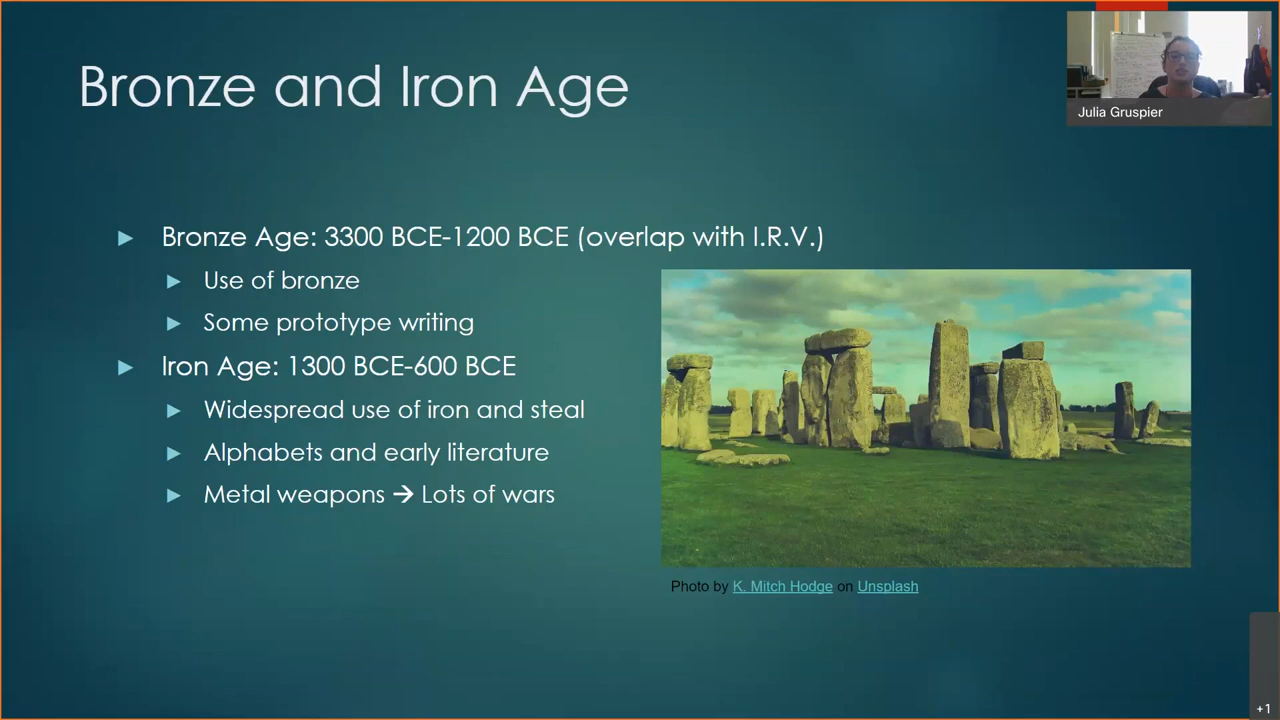 Bronze and Iron Age
Julia Gruspier
Bronze Age: 3300 BCE-1200 BCE (overlap with I.R.V.)
Use of bronze
Some prototype writing
Iron Age: 1300 BCE-600 BCE
Widespread use of iron and steal
Alphabets and early literature
Metal weapons → Lots of wars
Photo by K. Mitch Hodge on Unsplash
+1